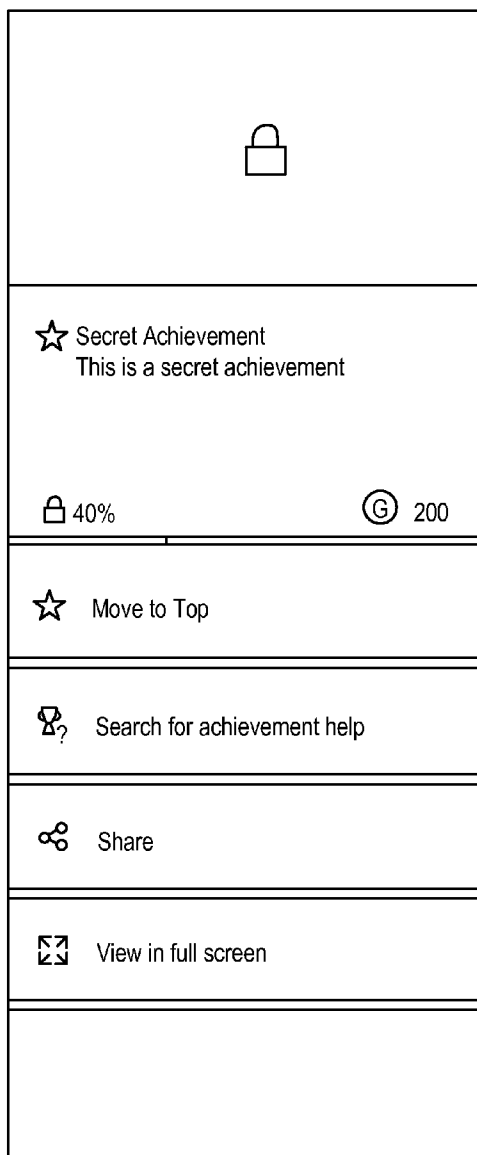 Secret Achievement
This is a secret achievement
40%
G 200
Move to Top
? Search for achievement help
Share
View in full screen